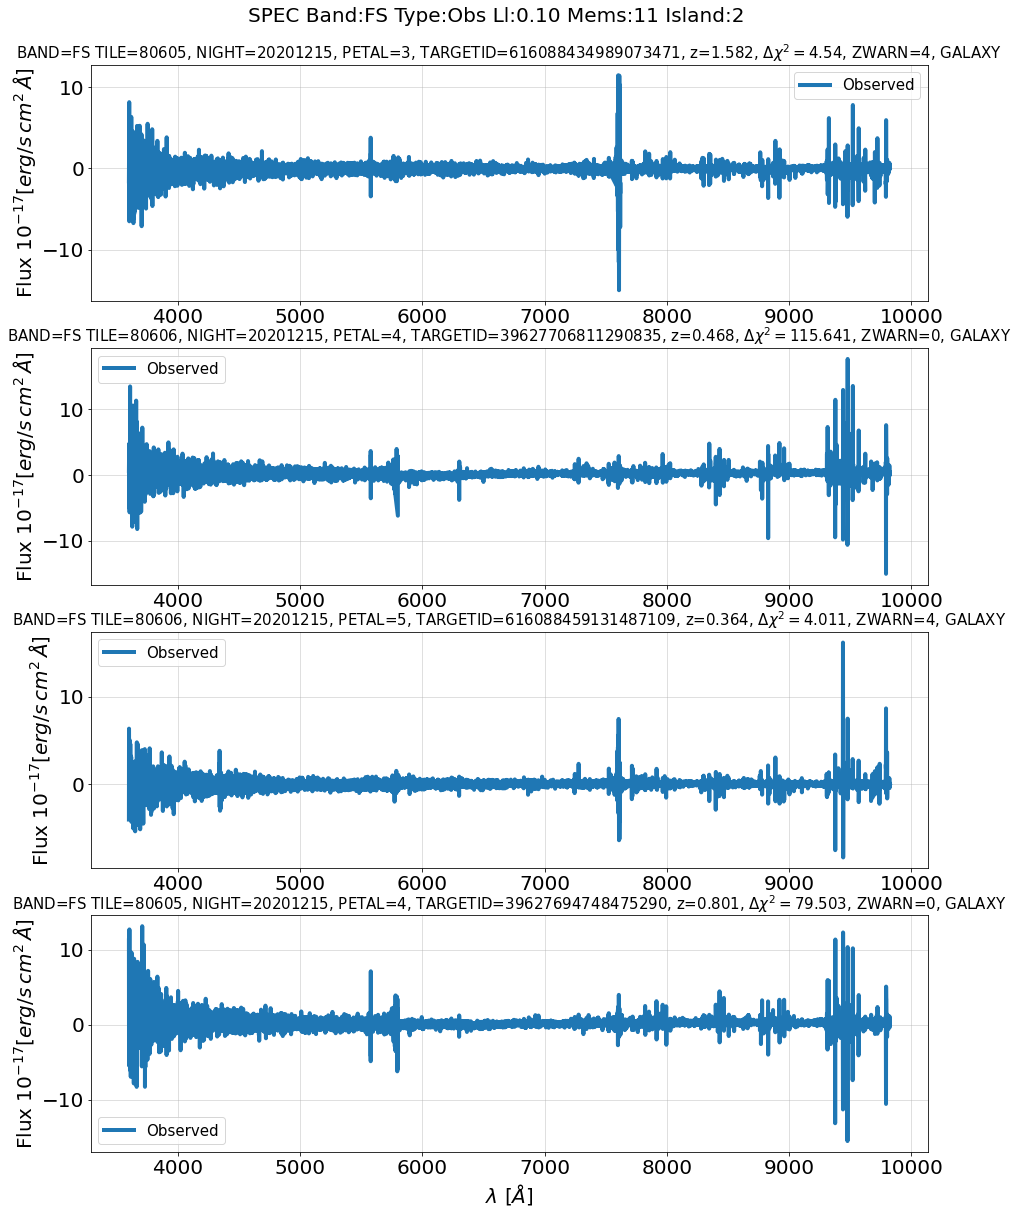 SPEC Band:FS Type:Obs Ll:0.10 Mems:11 Island:2
BAND=FS TILE=80605, NIGHT=20201215, PETAL=3, TARGETID=616088434989073471, z=1.582, Δχ² = 4.54, ZWARN=4, GALAXY
Flux 10⁻¹⁷[erg/s cm² Å]
10
0
−10
Observed
4000 5000 6000 7000 8000 9000 10000
BAND=FS TILE=80606, NIGHT=20201215, PETAL=4, TARGETID=39627706811290835, z=0.468, Δχ² = 115.641, ZWARN=0, GALAXY
Flux 10⁻¹⁷[erg/s cm² Å]
10
0
−10
Observed
4000 5000 6000 7000 8000 9000 10000
BAND=FS TILE=80606, NIGHT=20201215, PETAL=5, TARGETID=616088459131487109, z=0.364, Δχ² = 4.011, ZWARN=4, GALAXY
Flux 10⁻¹⁷[erg/s cm² Å]
10
0
Observed
4000 5000 6000 7000 8000 9000 10000
BAND=FS TILE=80605, NIGHT=20201215, PETAL=4, TARGETID=39627694748475290, z=0.801, Δχ² = 79.503, ZWARN=0, GALAXY
Flux 10⁻¹⁷[erg/s cm² Å]
10
0
−10
Observed
4000 5000 6000 7000 8000 9000 10000
λ [Å]